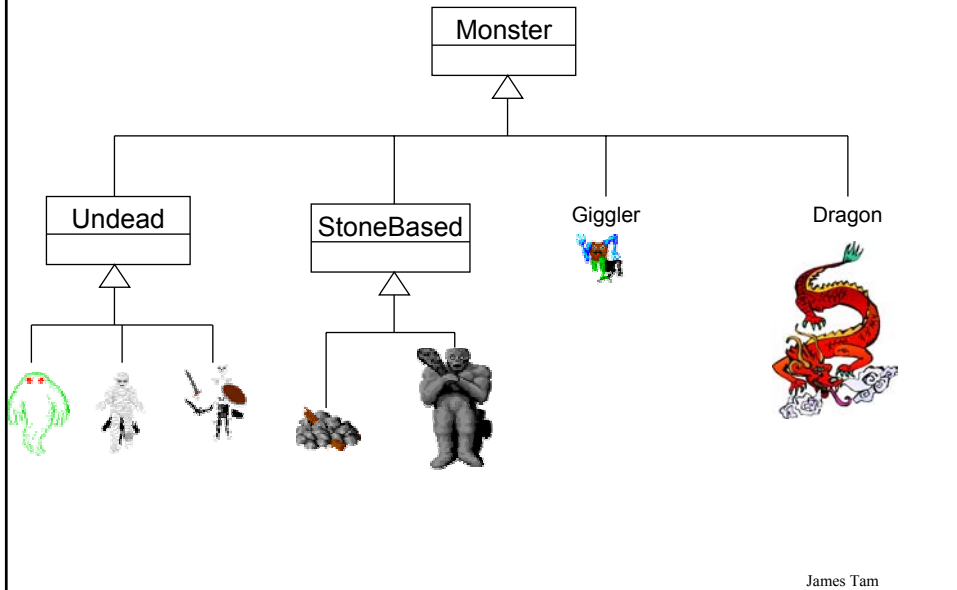 Monster
Undead
StoneBased
Giggler
Dragon
James Tam